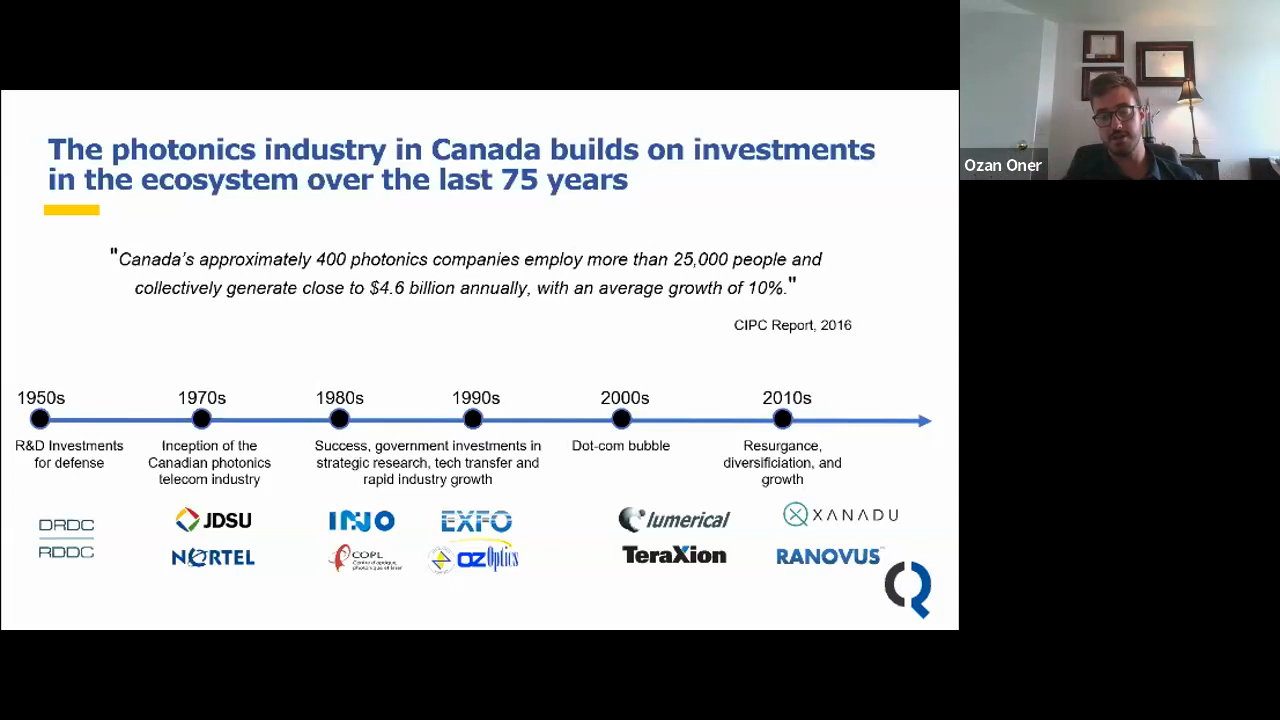 The photonics industry in Canada builds on investments
in the ecosystem over the last 75 years
"Canada's approximately 400 photonics companies employ more than 25,000 people and
collectively generate close to $4.6 billion annually, with an average growth of 10%."
CIPC Report, 2016
1950s
1970s
1980s
1990s
2000s
2010s
R&D Investments
for defense
Inception of the
Canadian photonics
telecom industry
Success, government investments in
strategic research, tech transfer and
rapid industry growth
Dot-com bubble
Resurgance,
diversificiation, and
growth
DRDC
RDDC
JDSU
NORTEL
INO
COPL
Centre d'optique,
photonique et laser
EXFO
OZ Optics
lumerical
TeraXion
XANADU
RANOVUS
Ozan Oner